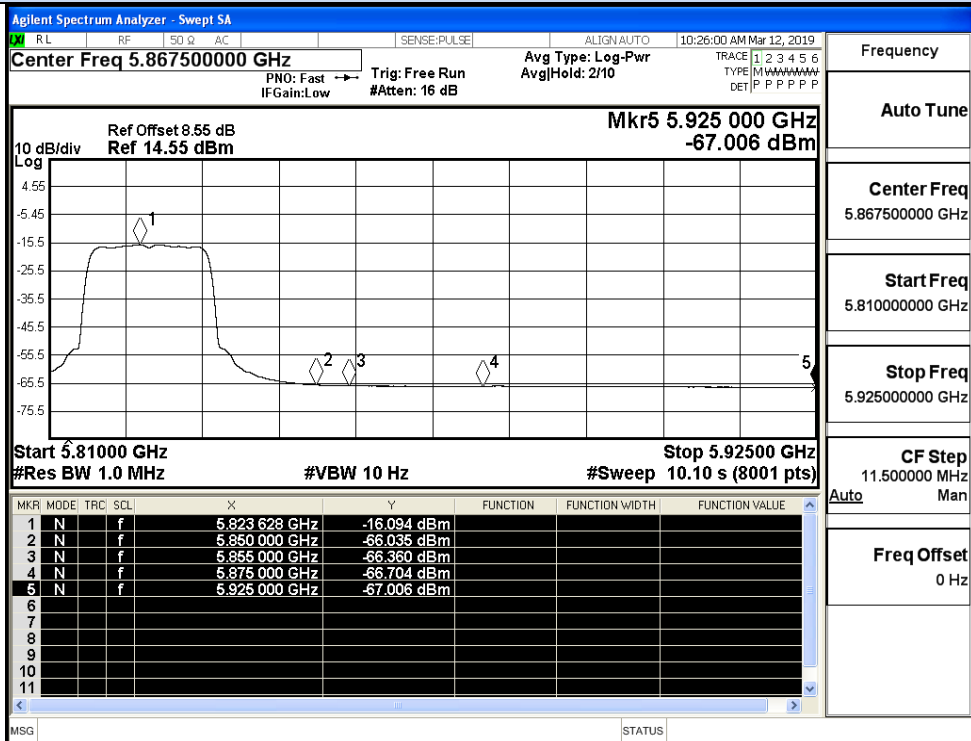 Agilent Spectrum Analyzer - Swept SA
LXI RL RF 50 Ω AC SENSE:PULSE ALIGN AUTO 10:26:00 AM Mar 12, 2019
Center Freq 5.867500000 GHz
PNO: Fast
IFGain:Low
Trig: Free Run
#Atten: 16 dB
Avg Type: Log-Pwr
Avg|Hold: 2/10
TRACE 1 2 3 4 5 6
TYPE M WWWWW
DET P P P P P P
Ref Offset 8.55 dB
10 dB/div Ref 14.55 dBm
Log
Mkr5 5.925 000 GHz
-67.006 dBm
4.55
-5.45
-15.5
-25.5
-35.5
-45.5
-55.5
-65.5
-75.5
1
2
3
4
5
Start 5.81000 GHz Stop 5.92500 GHz
#Res BW 1.0 MHz #VBW 10 Hz #Sweep 10.10 s (8001 pts)
MKR MODE TRC SCL X Y FUNCTION FUNCTION WIDTH FUNCTION VALUE
1 N f 5.823 628 GHz -16.094 dBm
2 N f 5.850 000 GHz -66.035 dBm
3 N f 5.855 000 GHz -66.360 dBm
4 N f 5.875 000 GHz -66.704 dBm
5 N f 5.925 000 GHz -67.006 dBm
6
7
8
9
10
11
MSG STATUS
Frequency
Auto Tune
Center Freq
5.867500000 GHz
Start Freq
5.810000000 GHz
Stop Freq
5.925000000 GHz
CF Step
11.500000 MHz
Auto Man
Freq Offset
0 Hz